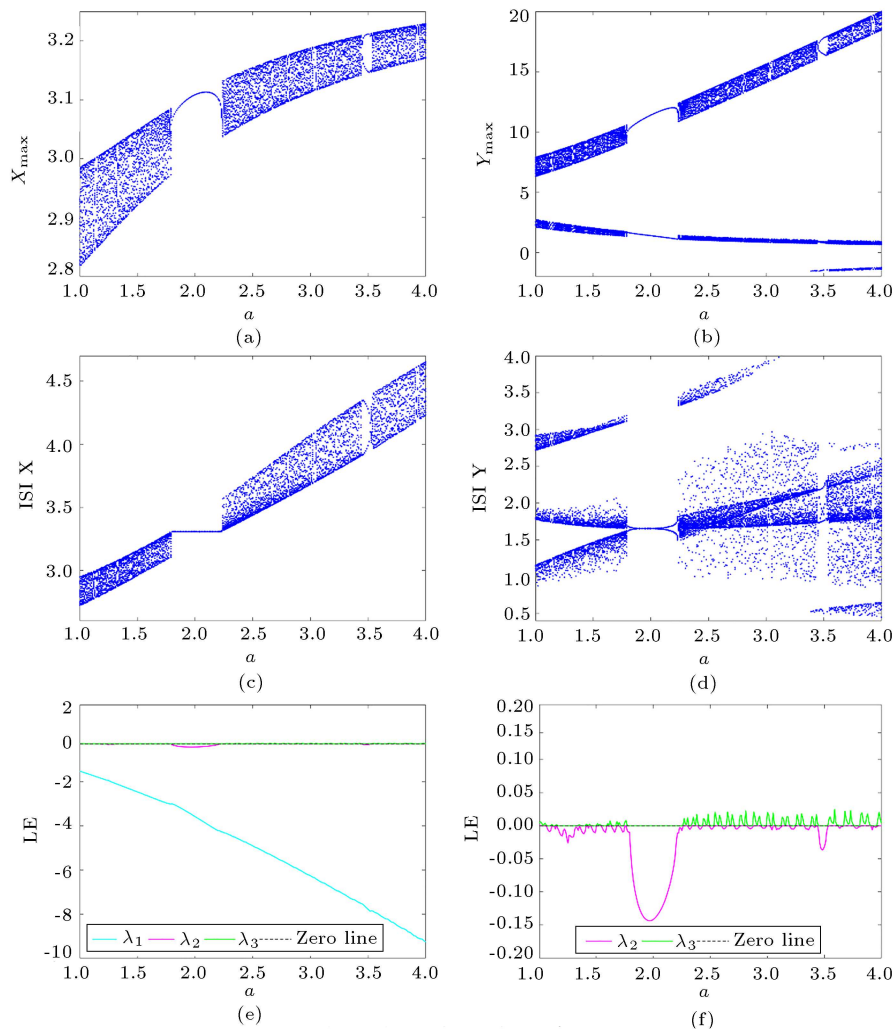 3.2
3.1
3.0
2.9
2.8
X max
1.0 1.5 2.0 2.5 3.0 3.5 4.0
a
(a)
20
15
10
5
0
Y max
1.0 1.5 2.0 2.5 3.0 3.5 4.0
a
(b)
4.5
4.0
3.5
3.0
ISI X
1.0 1.5 2.0 2.5 3.0 3.5 4.0
a
(c)
4.0
3.5
3.0
2.5
2.0
1.5
1.0
0.5
ISI Y
1.0 1.5 2.0 2.5 3.0 3.5 4.0
a
(d)
2
0
-2
-4
-6
-8
-10
LE
λ1 λ2 λ3 Zero line
1.0 1.5 2.0 2.5 3.0 3.5 4.0
a
(e)
0.20
0.15
0.10
0.05
0.00
-0.05
-0.10
-0.15
-0.20
LE
λ2 λ3 Zero line
1.0 1.5 2.0 2.5 3.0 3.5 4.0
a
(f)